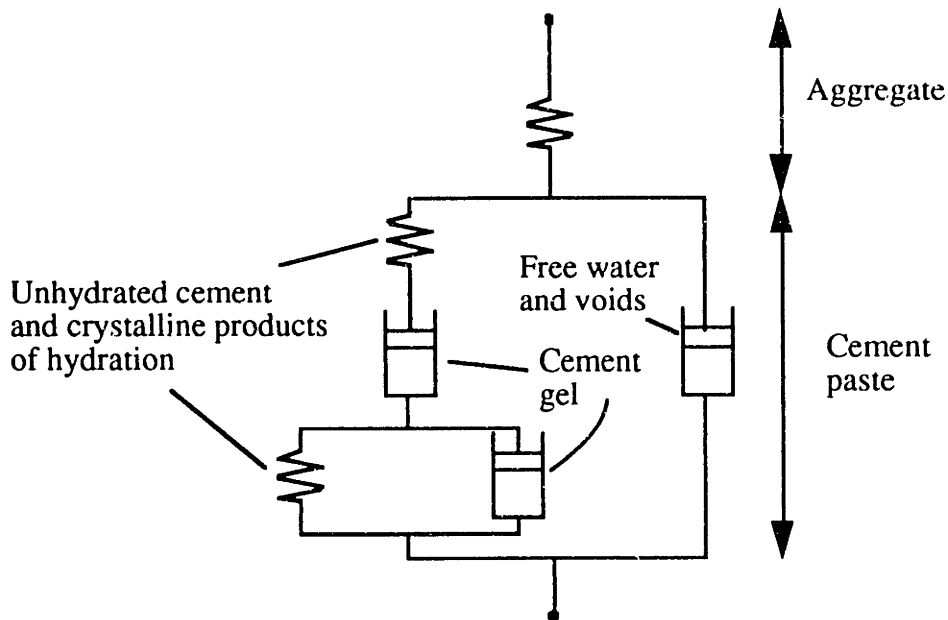 Aggregate
Free water
and voids
Unhydrated cement
and crystalline products
of hydration
Cement
gel
Cement
paste